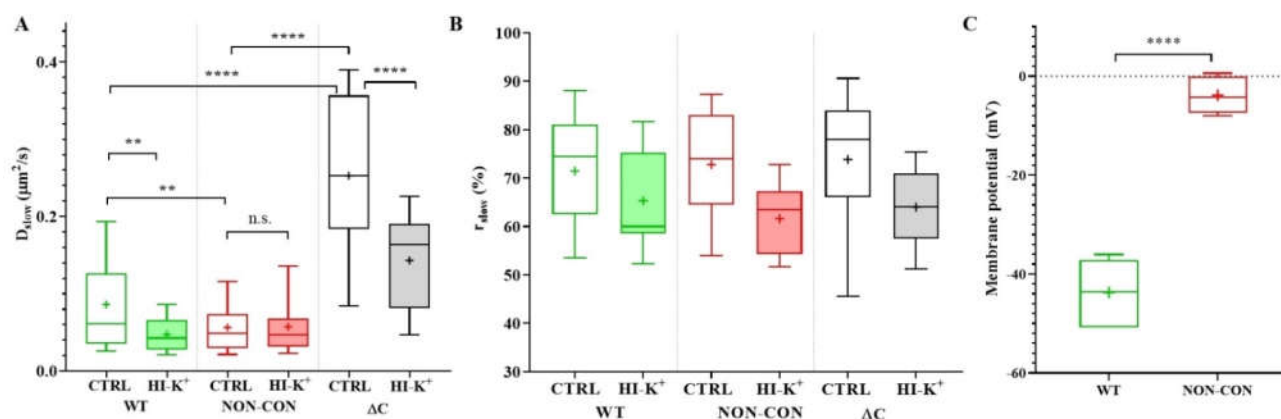 A
D_slow (μm²/s)
0.4
0.2
0.0
****
****
****
**
**
n.s.
CTRL HI-K⁺ CTRL HI-K⁺ CTRL HI-K⁺
WT NON-CON ΔC
B
r_slow (%)
100
90
80
70
60
50
40
30
CTRL HI-K⁺ CTRL HI-K⁺ CTRL HI-K⁺
WT NON-CON ΔC
C
Membrane potential (mV)
****
0
-20
-40
-60
WT NON-CON